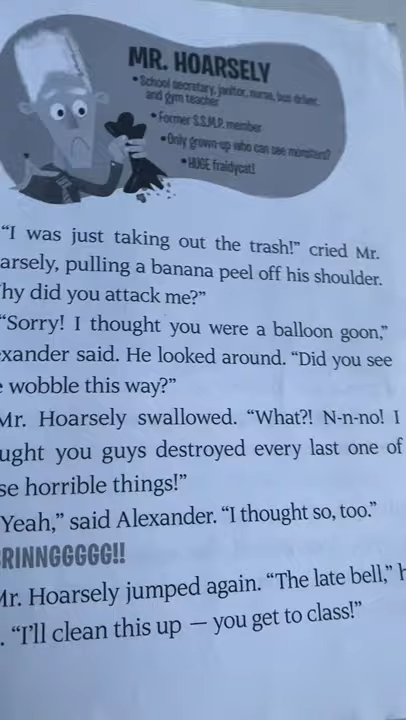 MR. HOARSELY
• School secretary, janitor, nurse, bus driver,
and gym teacher
• Former S.S.M.P. member
• Only grown-up who can see monsters?
• HUGE fraidycat!
“I was just taking out the trash!” cried Mr.
arsely, pulling a banana peel off his shoulder.
hy did you attack me?”
“Sorry! I thought you were a balloon goon,”
exander said. He looked around. “Did you see
e wobble this way?”
Mr. Hoarsely swallowed. “What?! N-n-no! I
ught you guys destroyed every last one of
se horrible things!”
Yeah,” said Alexander. “I thought so, too.”
RINNGGGGG!!
Mr. Hoarsely jumped again. “The late bell,” h
. “I’ll clean this up — you get to class!”